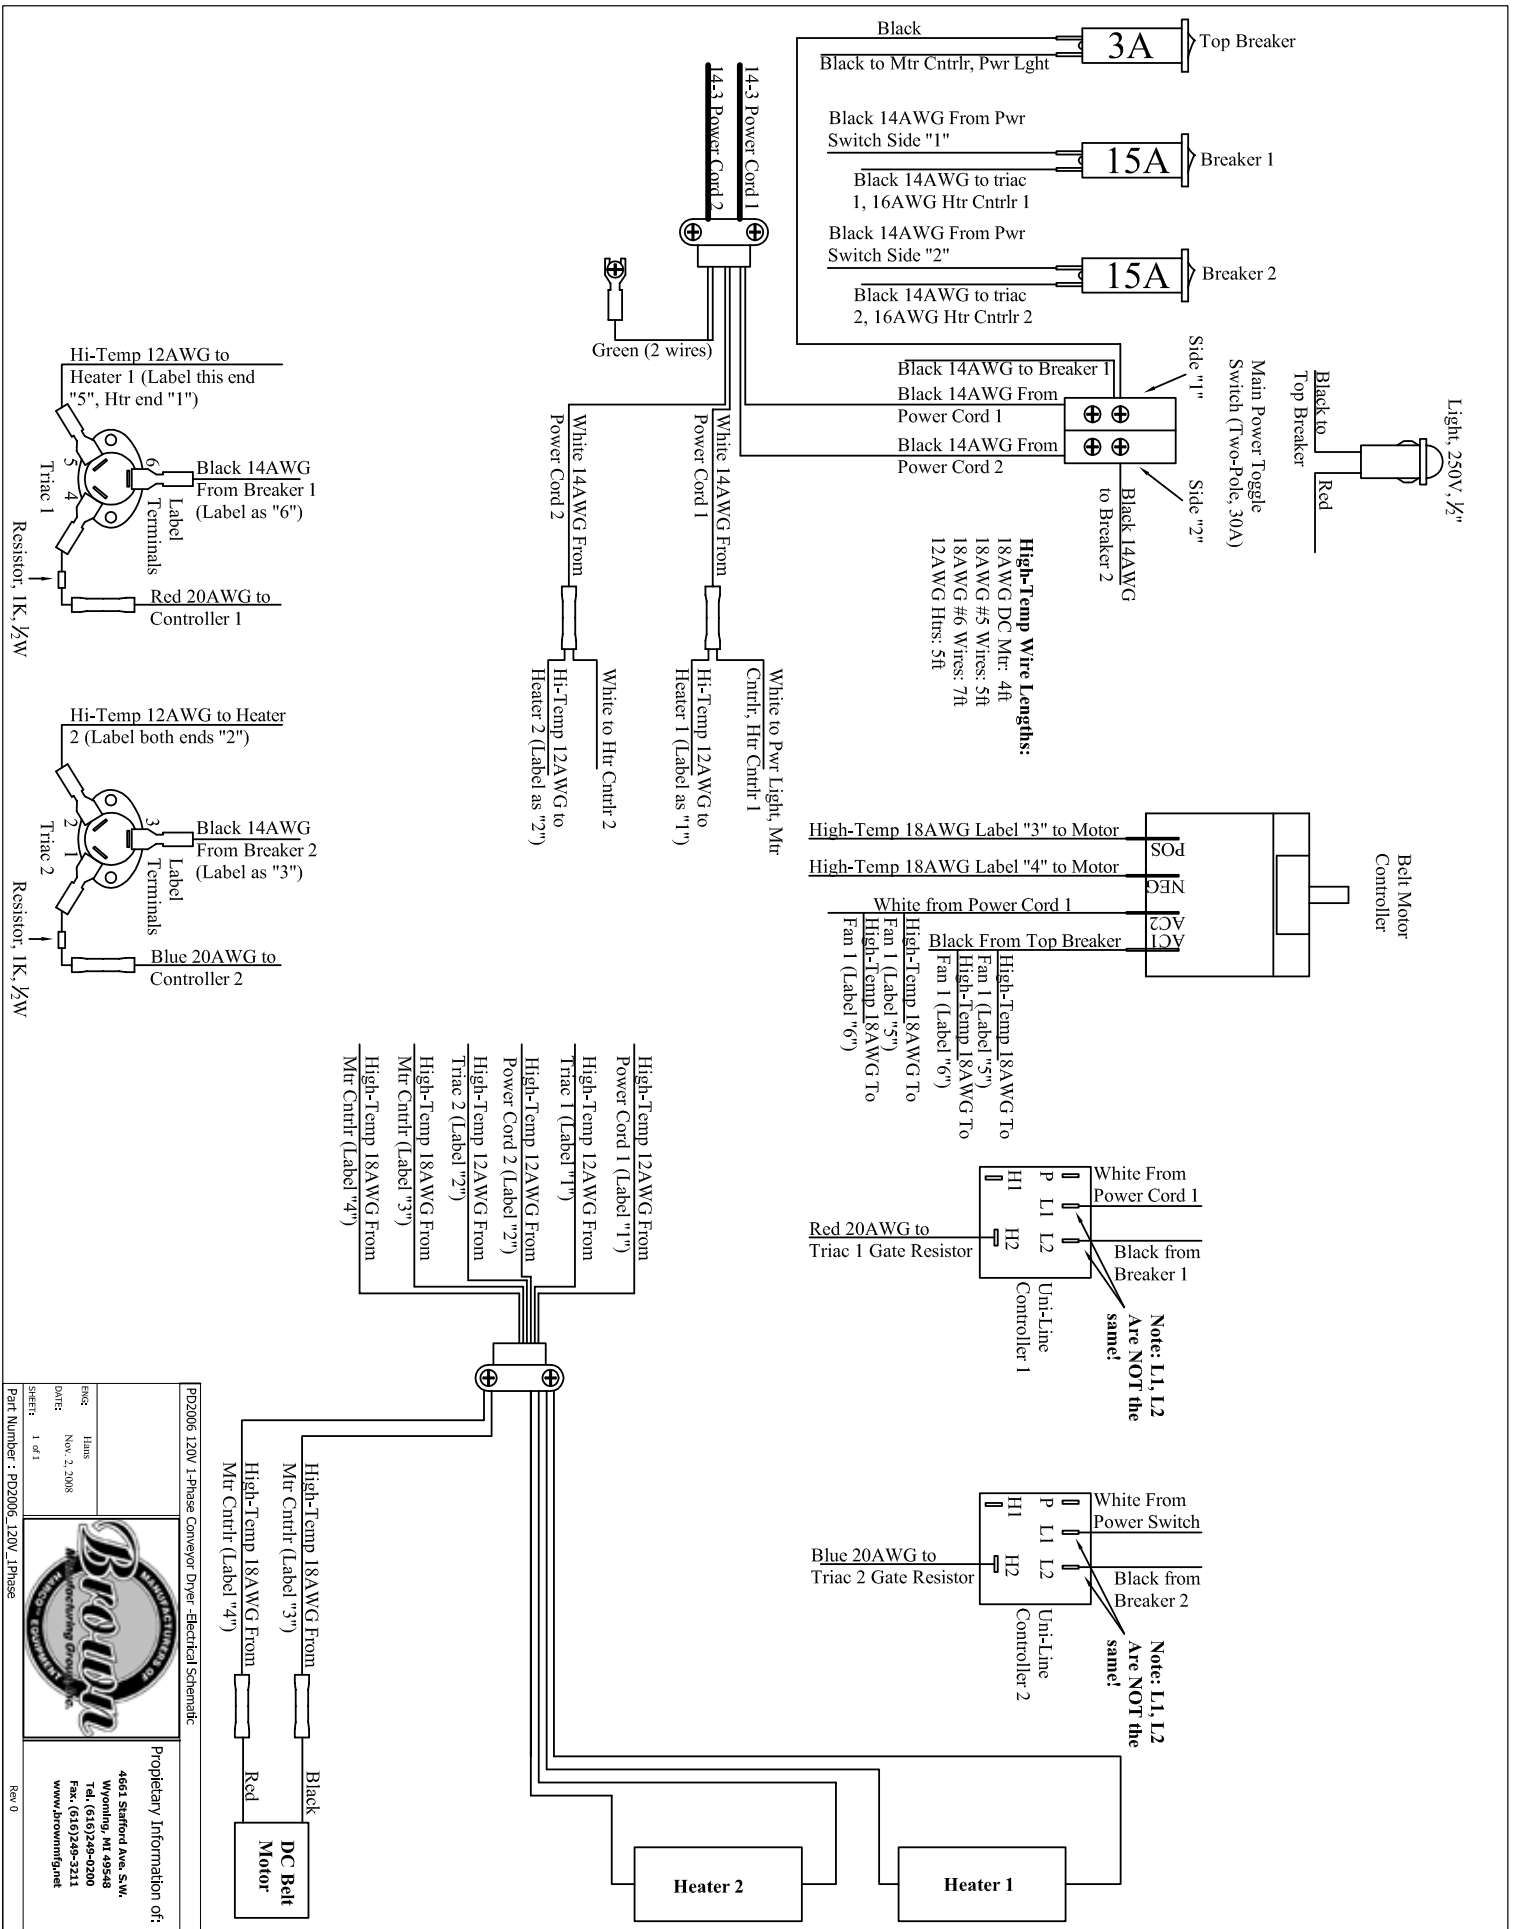 Black
3A
Top Breaker
Black to Mtr Cntrlr, Pwr Lght
Black 14AWG From Pwr
Switch Side "1"
15A
Breaker 1
Black 14AWG to triac
1, 16AWG Htr Cntrlr 1
Black 14AWG From Pwr
Switch Side "2"
15A
Breaker 2
Black 14AWG to triac
2, 16AWG Htr Cntrlr 2
14-3 Power Cord 1
14-3 Power Cord 2
Green (2 wires)
Black 14AWG to Breaker 1
Black 14AWG From
Power Cord 1
Black 14AWG From
Power Cord 2
Side "1"
Side "2"
Main Power Toggle
Switch (Two-Pole, 30A)
Black to
Top Breaker
Red
Light, 250V, ½"
Black 14AWG
to Breaker 2
White 14AWG From
Power Cord 1
White 14AWG From
Power Cord 2
White to Pwr Light, Mtr
Cntrlr, Htr Cntrlr 1
Hi-Temp 12AWG to
Heater 1 (Label as "1")
White to Htr Cntrlr 2
Hi-Temp 12AWG to
Heater 2 (Label as "2")
High-Temp Wire Lengths:
18AWG DC Mtr: 4ft
18AWG #5 Wires: 5ft
18AWG #6 Wires: 7ft
12AWG Htrs: 5ft
Hi-Temp 12AWG to
Heater 1 (Label this end
"5", Htr end "1")
Black 14AWG
From Breaker 1
(Label as "6")
6
5
4
Label
Terminals
Triac 1
Resistor, 1K, ½W
Red 20AWG to
Controller 1
Hi-Temp 12AWG to Heater
2 (Label both ends "2")
Black 14AWG
From Breaker 2
(Label as "3")
3
2
1
Label
Terminals
Triac 2
Resistor, 1K, ½W
Blue 20AWG to
Controller 2
Belt Motor
Controller
High-Temp 18AWG Label "3" to Motor
POS
High-Temp 18AWG Label "4" to Motor
NEG
White from Power Cord 1
AC2
Black From Top Breaker
AC1
High-Temp 18AWG To
Fan 1 (Label "5")
High-Temp 18AWG To
Fan 1 (Label "6")
High-Temp 18AWG To
Fan 1 (Label "5")
High-Temp 18AWG To
Fan 1 (Label "6")
White From
Power Cord 1
P L1 L2
H1 H2
Black from
Breaker 1
Red 20AWG to
Triac 1 Gate Resistor
Uni-Line
Controller 1
Note: L1, L2
Are NOT the
same!
White From
Power Switch
P L1 L2
H1 H2
Black from
Breaker 2
Blue 20AWG to
Triac 2 Gate Resistor
Uni-Line
Controller 2
Note: L1, L2
Are NOT the
same!
High-Temp 12AWG From
Power Cord 1 (Label "1")
High-Temp 12AWG From
Triac 1 (Label "1")
High-Temp 12AWG From
Power Cord 2 (Label "2")
High-Temp 12AWG From
Triac 2 (Label "2")
High-Temp 18AWG From
Mtr Cntrlr (Label "3")
High-Temp 18AWG From
Mtr Cntrlr (Label "4")
High-Temp 18AWG From
Mtr Cntrlr (Label "3")
High-Temp 18AWG From
Mtr Cntrlr (Label "4")
Black
Red
DC Belt
Motor
Heater 2
Heater 1
PD2006 120V 1-Phase Conveyor Dryer -Electrical Schematic
ENG: Hans
DATE: Nov. 2, 2008
SHEET: 1 of 1
Part Number : PD2006_120V_1Phase
Rev 0
MANUFACTURERS OF
Brown
Manufacturing Group, Inc.
Propietary Information of:
4661 Stafford Ave. S.W.
Wyoming, MI 49548
Tel. (616)249-0200
Fax. (616)249-3211
www.brownmfg.net